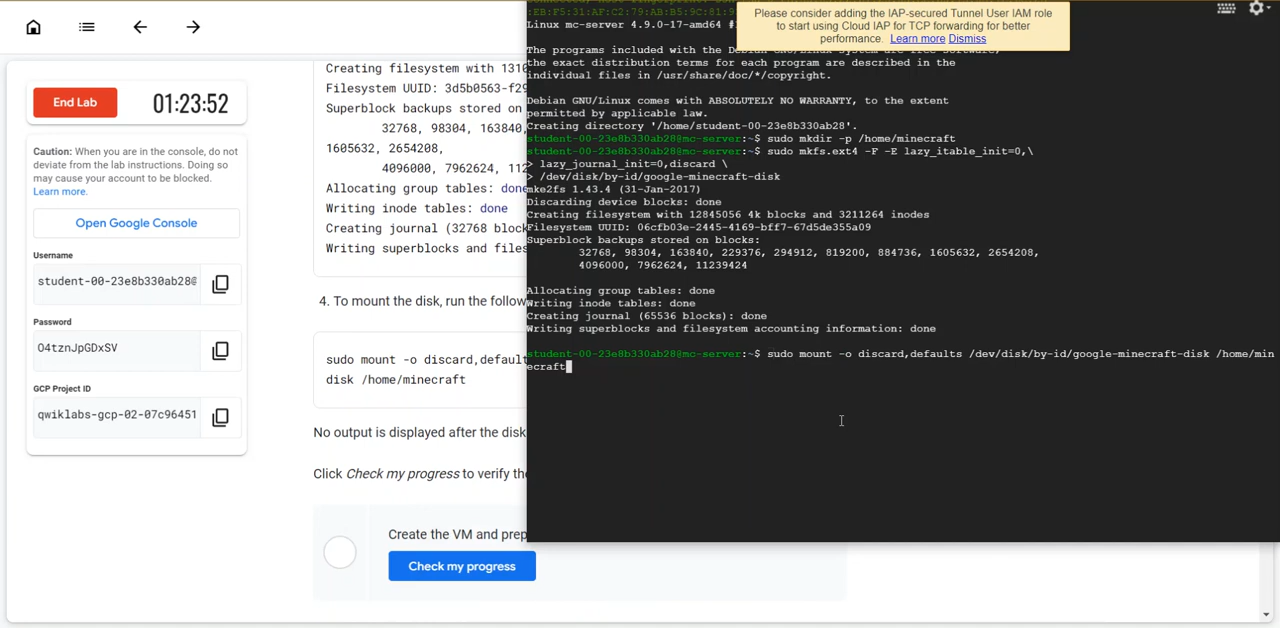 End Lab
01:23:52
Caution: When you are in the console, do not
deviate from the lab instructions. Doing so
may cause your account to be blocked.
Learn more.
Open Google Console
Username
student-00-23e8b330ab28@
Password
O4tznJpGDxSV
GCP Project ID
qwiklabs-gcp-02-07c96451
Creating filesystem with 1310
Filesystem UUID: 3d5b0563-f29
Superblock backups stored on
32768, 98304, 163840,
1605632, 2654208,
4096000, 7962624, 11
Allocating group tables: done
Writing inode tables: done
Creating journal (32768 block
Writing superblocks and files
4. To mount the disk, run the follow
sudo mount -o discard,default
disk /home/minecraft
No output is displayed after the disk
Click Check my progress to verify the
Create the VM and prep
Check my progress
:EB:F5:31:AF:C2:79:AB:B5:9C:81:9
Linux mc-server 4.9.0-17-amd64 #
Please consider adding the IAP-secured Tunnel User IAM role
to start using Cloud IAP for TCP forwarding for better
performance. Learn more Dismiss
The programs included with the Debian GNU/Linux system are free software;
the exact distribution terms for each program are described in the
individual files in /usr/share/doc/*/copyright.
Debian GNU/Linux comes with ABSOLUTELY NO WARRANTY, to the extent
permitted by applicable law.
Creating directory '/home/student-00-23e8b330ab28'.
student-00-23e8b330ab28@mc-server:~$ sudo mkdir -p /home/minecraft
student-00-23e8b330ab28@mc-server:~$ sudo mkfs.ext4 -F -E lazy_itable_init=0,\
> lazy_journal_init=0,discard \
> /dev/disk/by-id/google-minecraft-disk
mke2fs 1.43.4 (31-Jan-2017)
Discarding device blocks: done
Creating filesystem with 12845056 4k blocks and 3211264 inodes
Filesystem UUID: 06cfb03e-2445-4169-bff7-67d5de355a09
Superblock backups stored on blocks:
32768, 98304, 163840, 229376, 294912, 819200, 884736, 1605632, 2654208,
4096000, 7962624, 11239424
Allocating group tables: done
Writing inode tables: done
Creating journal (65536 blocks): done
Writing superblocks and filesystem accounting information: done
student-00-23e8b330ab28@mc-server:~$ sudo mount -o discard,defaults /dev/disk/by-id/google-minecraft-disk /home/min
ecraft